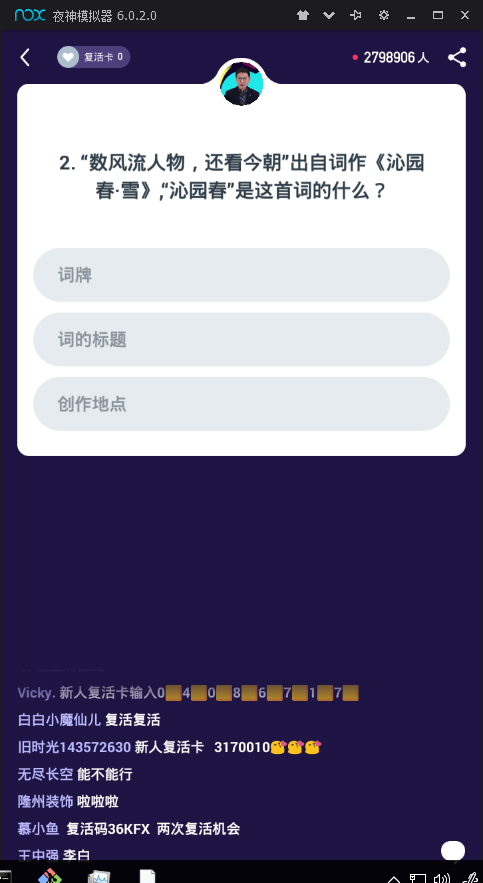 nox 夜神模拟器 6.0.2.0
复活卡 0
2798906 人
2. “数风流人物，还看今朝”出自词作《沁园
春·雪》,“沁园春”是这首词的什么？
词牌
词的标题
创作地点
Vicky. 新人复活卡输入0🟫4🟫0🟫8🟫6🟫7🟫1🟫7🟫
白白小魔仙儿 复活复活
旧时光143572630 新人复活卡 3170010😘😘😘
无尽长空 能不能行
隆州装饰 啦啦啦
慕小鱼 复活码36KFX 两次复活机会
王中强 李白